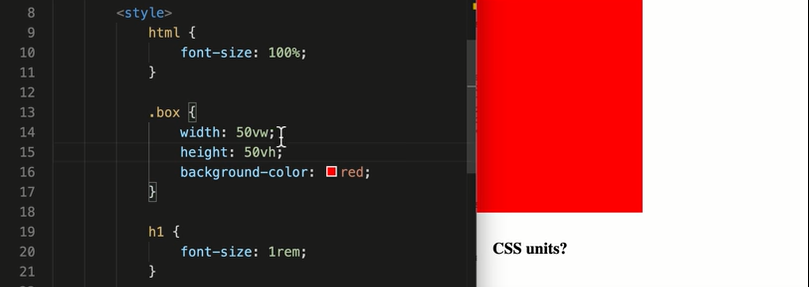 8 <style>
9 html {
10 font-size: 100%;
11 }
12
13 .box {
14 width: 50vw;
15 height: 50vh;
16 background-color: red;
17 }
18
19 h1 {
20 font-size: 1rem;
21 }
CSS units?